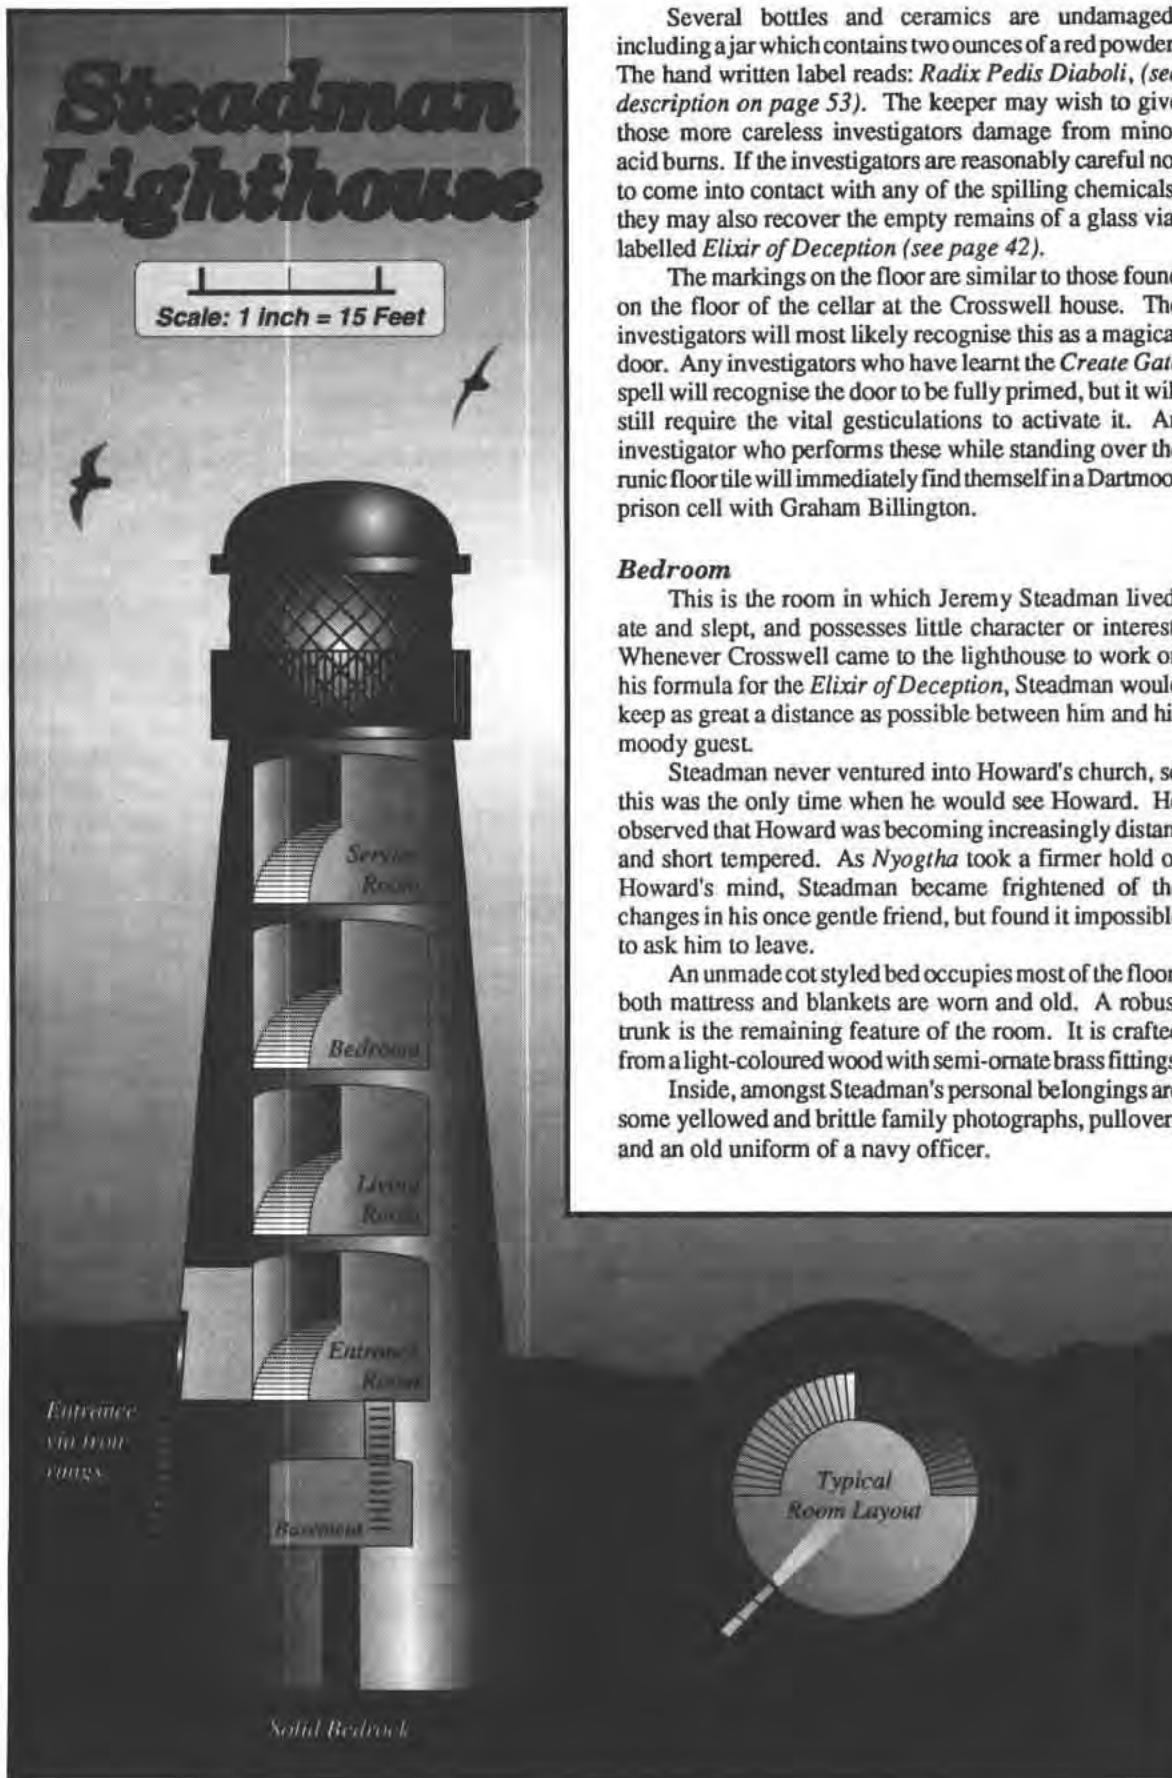 Steadman
Lighthouse
Scale: 1 inch = 15 Feet
Service
Room
Bedroom
Living
Room
Entrance
Room
Entrance
via iron
rungs
Basement
Solid Bedrock
Typical
Room Layout
Several bottles and ceramics are undamaged
including a jar which contains two ounces of a red powder
The hand written label reads: Radix Pedis Diaboli, (see
description on page 53). The keeper may wish to giv
those more careless investigators damage from mino
acid burns. If the investigators are reasonably careful no
to come into contact with any of the spilling chemicals
they may also recover the empty remains of a glass via
labelled Elixir of Deception (see page 42).
The markings on the floor are similar to those foun
on the floor of the cellar at the Crosswell house. Th
investigators will most likely recognise this as a magica
door. Any investigators who have learnt the Create Gat
spell will recognise the door to be fully primed, but it wil
still require the vital gesticulations to activate it. An
investigator who performs these while standing over the
runic floor tile will immediately find themself in a Dartmoo
prison cell with Graham Billington.
Bedroom
This is the room in which Jeremy Steadman lived
ate and slept, and possesses little character or interest
Whenever Crosswell came to the lighthouse to work on
his formula for the Elixir of Deception, Steadman would
keep as great a distance as possible between him and hi
moody guest.
Steadman never ventured into Howard's church, so
this was the only time when he would see Howard. He
observed that Howard was becoming increasingly distan
and short tempered. As Nyogtha took a firmer hold o
Howard's mind, Steadman became frightened of the
changes in his once gentle friend, but found it impossible
to ask him to leave.
An unmade cot styled bed occupies most of the floor
both mattress and blankets are worn and old. A robus
trunk is the remaining feature of the room. It is crafted
from a light-coloured wood with semi-ornate brass fittings
Inside, amongst Steadman's personal belongings are
some yellowed and brittle family photographs, pullover
and an old uniform of a navy officer.